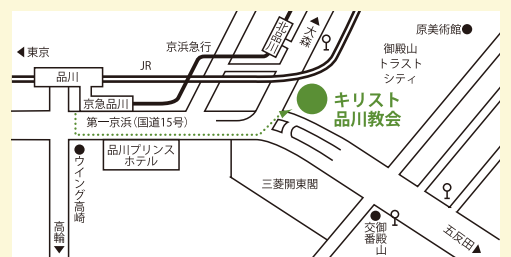 ◀東京
京浜急行
北品川
▲大森
原美術館●
御殿山
トラスト
シティ
JR
品川
京急品川
キリスト
品川教会
第一京浜(国道15号)
品川プリンス
ホテル
●ウイング高崎
三菱開東閣
高輪▼
御殿山
交番
五反田▶